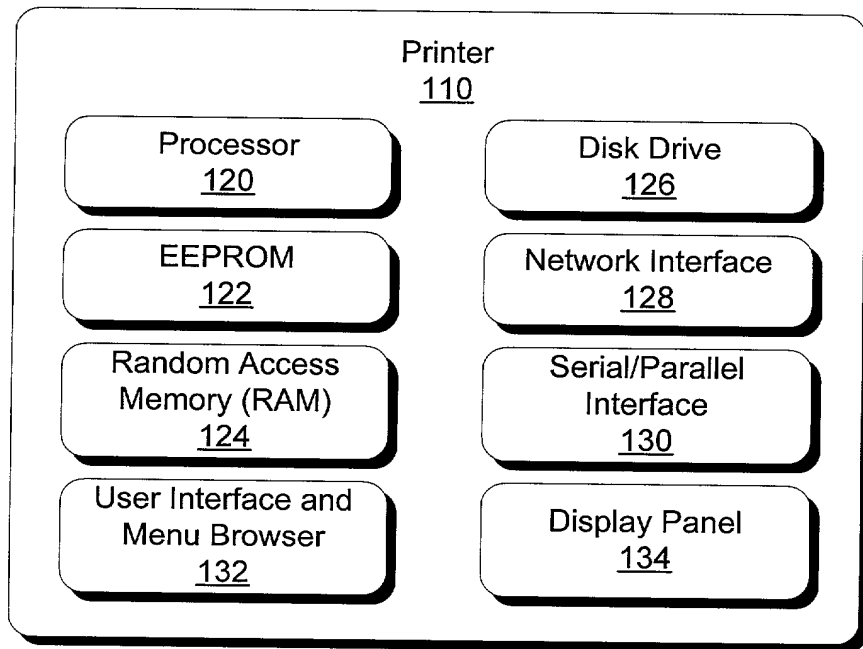 Printer
110
Processor
120
Disk Drive
126
EEPROM
122
Network Interface
128
Random Access
Memory (RAM)
124
Serial/Parallel
Interface
130
User Interface and
Menu Browser
132
Display Panel
134